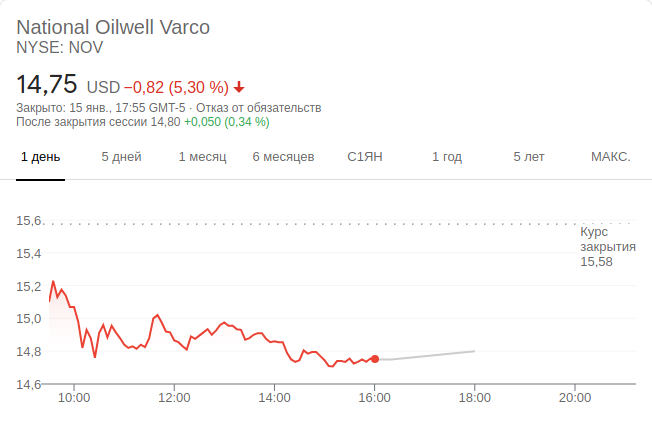 National Oilwell Varco
NYSE: NOV
14,75 USD −0,82 (5,30 %)
Закрыто: 15 янв., 17:55 GMT-5 · Отказ от обязательств
После закрытия сессии 14,80 +0,050 (0,34 %)
1 день 5 дней 1 месяц 6 месяцев С1ЯН 1 год 5 лет МАКС.
15,6
Курс
закрытия
15,58
15,4
15,2
15,0
14,8
14,6
10:00 12:00 14:00 16:00 18:00 20:00